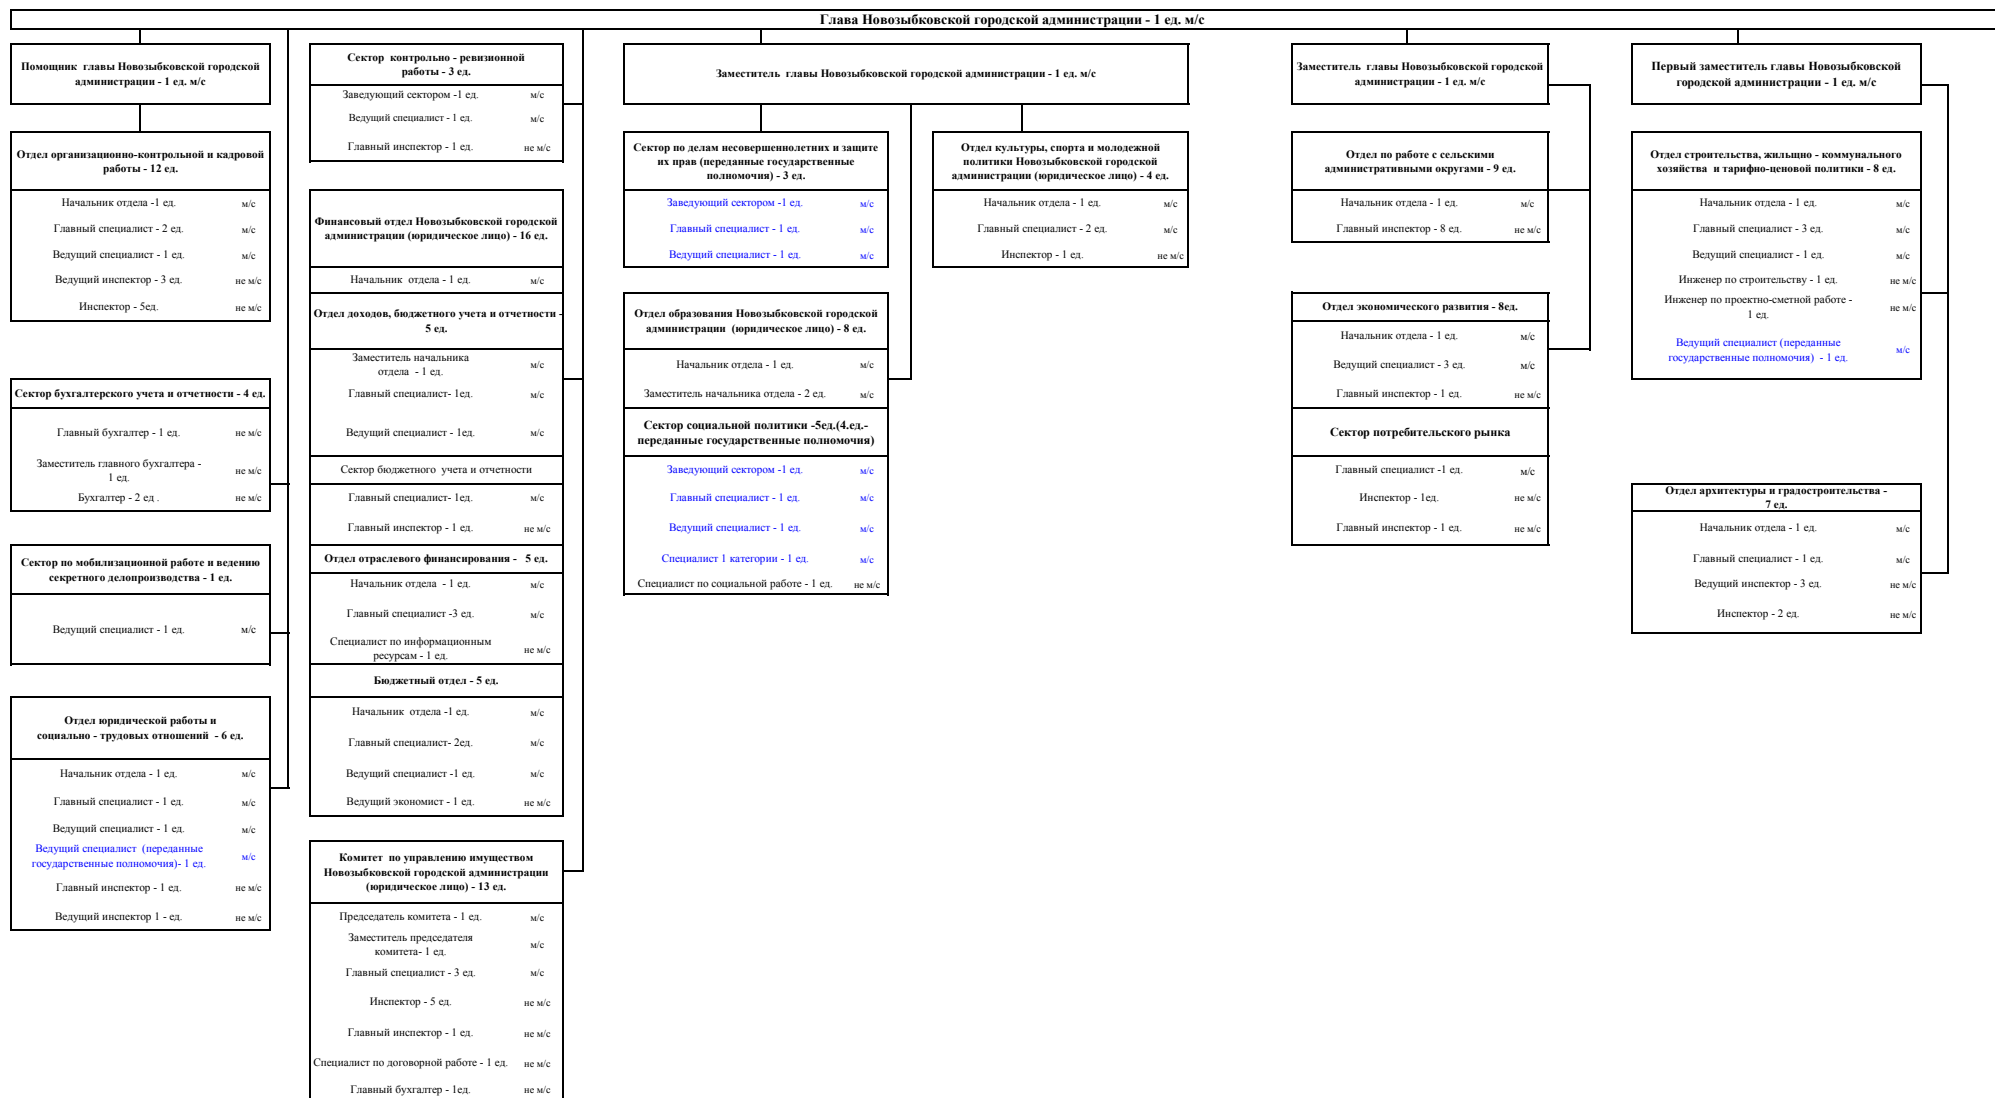 Глава Новозыбковской городской администрации - 1 ед. м/с
Помощник главы Новозыбковской городской
администрации - 1 ед. м/с
Отдел организационно-контрольной и кадровой
работы - 12 ед.
Начальник отдела -1 ед. м/с
Главный специалист - 2 ед. м/с
Ведущий специалист - 1 ед. м/с
Ведущий инспектор - 3 ед. не м/с
Инспектор - 5ед. не м/с
Сектор бухгалтерского учета и отчетности - 4 ед.
Главный бухгалтер - 1 ед. не м/с
Заместитель главного бухгалтера -
1 ед. не м/с
Бухгалтер - 2 ед . не м/с
Сектор по мобилизационной работе и ведению
секретного делопроизводства - 1 ед.
Ведущий специалист - 1 ед. м/с
Отдел юридической работы и
социально - трудовых отношений - 6 ед.
Начальник отдела - 1 ед. м/с
Главный специалист - 1 ед. м/с
Ведущий специалист - 1 ед. м/с
Ведущий специалист (переданные
государственные полномочия)- 1 ед. м/с
Главный инспектор - 1 ед. не м/с
Ведущий инспектор 1 - ед. не м/с
Сектор контрольно - ревизионной
работы - 3 ед.
Заведующий сектором -1 ед. м/с
Ведущий специалист - 1 ед. м/с
Главный инспектор - 1 ед. не м/с
Финансовый отдел Новозыбковской городской
администрации (юридическое лицо) - 16 ед.
Начальник отдела - 1 ед. м/с
Отдел доходов, бюджетного учета и отчетности -
5 ед.
Заместитель начальника
отдела - 1 ед. м/с
Главный специалист- 1ед. м/с
Ведущий специалист - 1ед. м/с
Сектор бюджетного учета и отчетности
Главный специалист- 1ед. м/с
Главный инспектор - 1 ед. не м/с
Отдел отраслевого финансирования - 5 ед.
Начальник отдела - 1 ед. м/с
Главный специалист -3 ед. м/с
Специалист по информационным
ресурсам - 1 ед. не м/с
Бюджетный отдел - 5 ед.
Начальник отдела -1 ед. м/с
Главный специалист- 2ед. м/с
Ведущий специалист -1 ед. м/с
Ведущий экономист - 1 ед. не м/с
Комитет по управлению имуществом
Новозыбковской городской администрации
(юридическое лицо) - 13 ед.
Председатель комитета - 1 ед. м/с
Заместитель председателя
комитета- 1 ед. м/с
Главный специалист - 3 ед. м/с
Инспектор - 5 ед. не м/с
Главный инспектор - 1 ед. не м/с
Специалист по договорной работе - 1 ед. не м/с
Главный бухгалтер - 1ед. не м/с
Заместитель главы Новозыбковской городской администрации - 1 ед. м/с
Сектор по делам несовершеннолетних и защите
их прав (переданные государственные
полномочия) - 3 ед.
Заведующий сектором -1 ед. м/с
Главный специалист - 1 ед. м/с
Ведущий специалист - 1 ед. м/с
Отдел образования Новозыбковской городской
администрации (юридическое лицо) - 8 ед.
Начальник отдела - 1 ед. м/с
Заместитель начальника отдела - 2 ед. м/с
Сектор социальной политики -5ед.(4.ед.-
переданные государственные полномочия)
Заведующий сектором -1 ед. м/с
Главный специалист - 1 ед. м/с
Ведущий специалист - 1 ед. м/с
Специалист 1 категории - 1 ед. м/с
Специалист по социальной работе - 1 ед. не м/с
Отдел культуры, спорта и молодежной
политики Новозыбковской городской
администрации (юридическое лицо) - 4 ед.
Начальник отдела - 1 ед. м/с
Главный специалист - 2 ед. м/с
Инспектор - 1 ед. не м/с
Заместитель главы Новозыбковской городской
администрации - 1 ед. м/с
Отдел по работе с сельскими
административными округами - 9 ед.
Начальник отдела - 1 ед. м/с
Главный инспектор - 8 ед. не м/с
Отдел экономического развития - 8ед.
Начальник отдела - 1 ед. м/с
Ведущий специалист - 3 ед. м/с
Главный инспектор - 1 ед. не м/с
Сектор потребительского рынка
Главный специалист -1 ед. м/с
Инспектор - 1ед. не м/с
Главный инспектор - 1 ед. не м/с
Первый заместитель главы Новозыбковской
городской администрации - 1 ед. м/с
Отдел строительства, жилищно - коммунального
хозяйства и тарифно-ценовой политики - 8 ед.
Начальник отдела - 1 ед. м/с
Главный специалист - 3 ед. м/с
Ведущий специалист - 1 ед. м/с
Инженер по строительству - 1 ед. не м/с
Инженер по проектно-сметной работе -
1 ед. не м/с
Ведущий специалист (переданные
государственные полномочия) - 1 ед. м/с
Отдел архитектуры и градостроительства -
7 ед.
Начальник отдела - 1 ед. м/с
Главный специалист - 1 ед. м/с
Ведущий инспектор - 3 ед. не м/с
Инспектор - 2 ед. не м/с